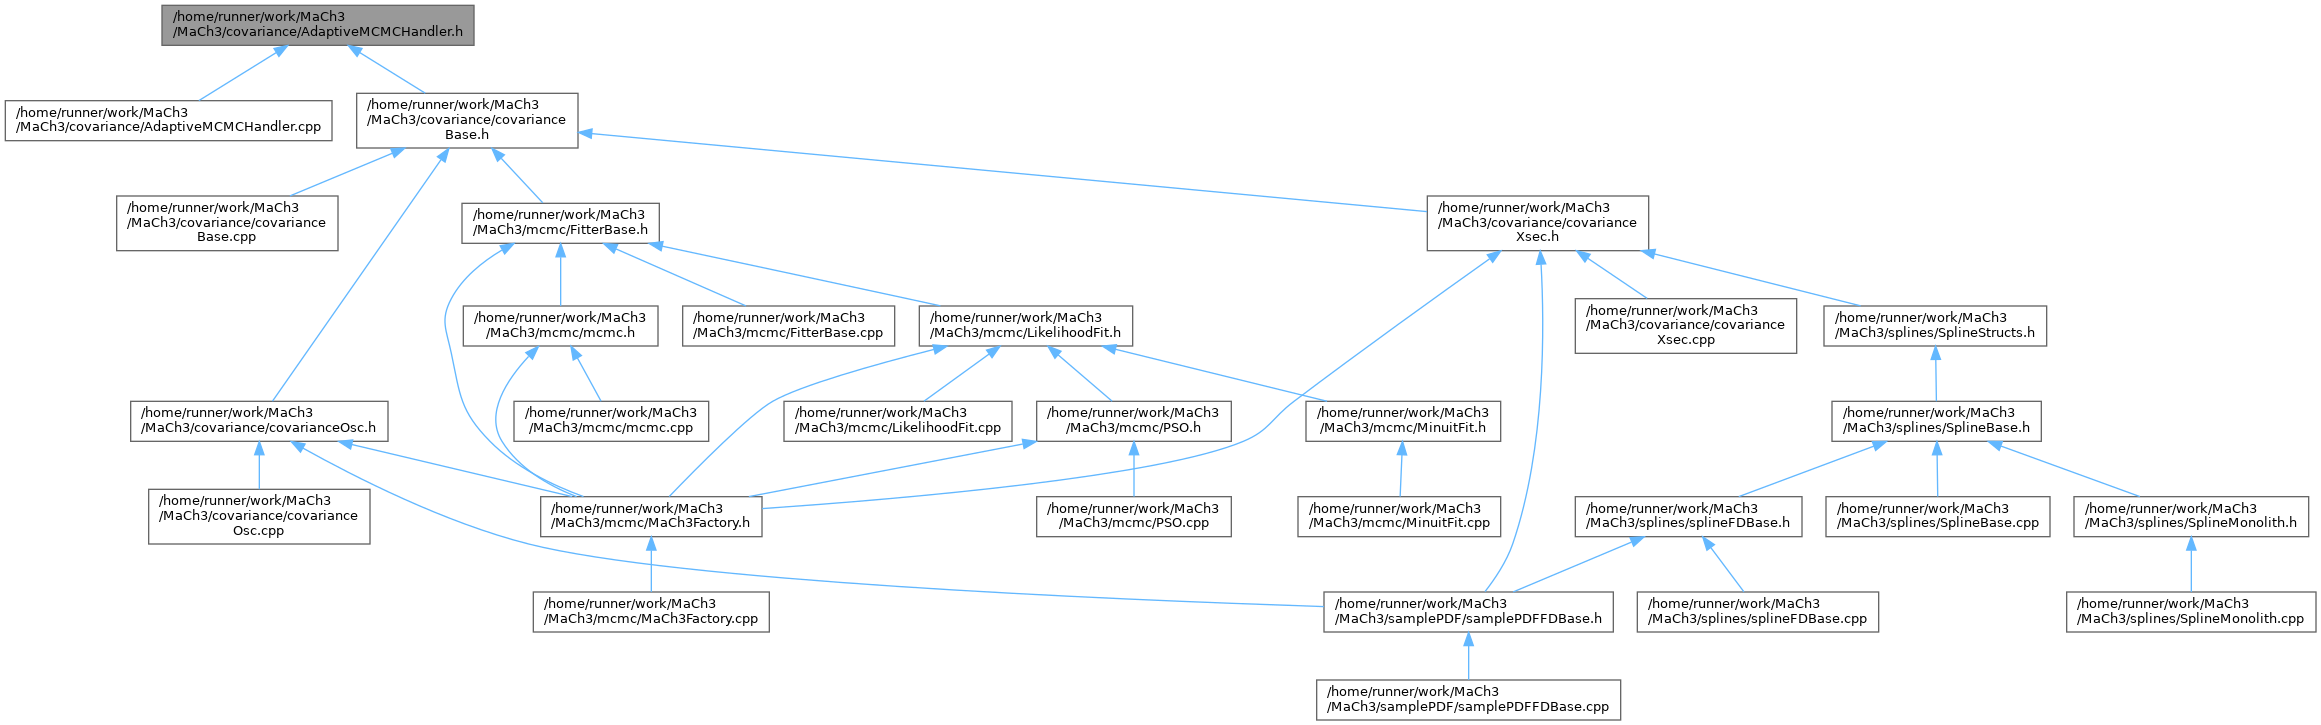 /home/runner/work/MaCh3
/MaCh3/covariance/AdaptiveMCMCHandler.h
/home/runner/work/MaCh3
/MaCh3/covariance/AdaptiveMCMCHandler.cpp
/home/runner/work/MaCh3
/MaCh3/covariance/covariance
Base.h
/home/runner/work/MaCh3
/MaCh3/covariance/covariance
Base.cpp
/home/runner/work/MaCh3
/MaCh3/mcmc/FitterBase.h
/home/runner/work/MaCh3
/MaCh3/covariance/covariance
Xsec.h
/home/runner/work/MaCh3
/MaCh3/mcmc/mcmc.h
/home/runner/work/MaCh3
/MaCh3/mcmc/FitterBase.cpp
/home/runner/work/MaCh3
/MaCh3/mcmc/LikelihoodFit.h
/home/runner/work/MaCh3
/MaCh3/covariance/covariance
Xsec.cpp
/home/runner/work/MaCh3
/MaCh3/splines/SplineStructs.h
/home/runner/work/MaCh3
/MaCh3/covariance/covarianceOsc.h
/home/runner/work/MaCh3
/MaCh3/mcmc/mcmc.cpp
/home/runner/work/MaCh3
/MaCh3/mcmc/LikelihoodFit.cpp
/home/runner/work/MaCh3
/MaCh3/mcmc/PSO.h
/home/runner/work/MaCh3
/MaCh3/mcmc/MinuitFit.h
/home/runner/work/MaCh3
/MaCh3/splines/SplineBase.h
/home/runner/work/MaCh3
/MaCh3/covariance/covariance
Osc.cpp
/home/runner/work/MaCh3
/MaCh3/mcmc/MaCh3Factory.h
/home/runner/work/MaCh3
/MaCh3/mcmc/PSO.cpp
/home/runner/work/MaCh3
/MaCh3/mcmc/MinuitFit.cpp
/home/runner/work/MaCh3
/MaCh3/splines/splineFDBase.h
/home/runner/work/MaCh3
/MaCh3/splines/SplineBase.cpp
/home/runner/work/MaCh3
/MaCh3/splines/SplineMonolith.h
/home/runner/work/MaCh3
/MaCh3/mcmc/MaCh3Factory.cpp
/home/runner/work/MaCh3
/MaCh3/samplePDF/samplePDFFDBase.h
/home/runner/work/MaCh3
/MaCh3/splines/splineFDBase.cpp
/home/runner/work/MaCh3
/MaCh3/splines/SplineMonolith.cpp
/home/runner/work/MaCh3
/MaCh3/samplePDF/samplePDFFDBase.cpp